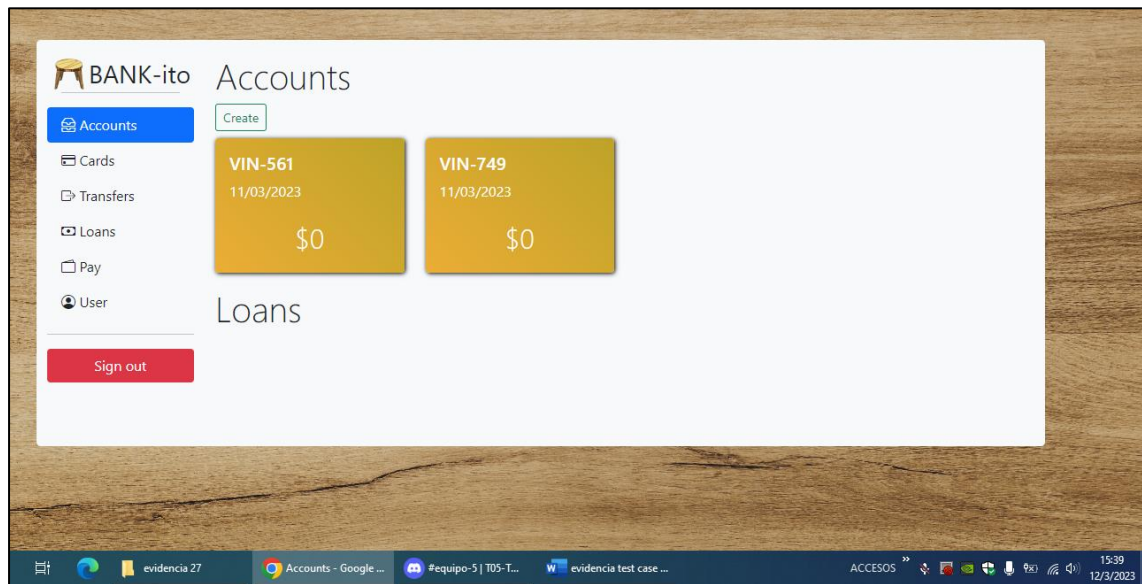 BANK-ito
Accounts
Cards
Transfers
Loans
Pay
User
Sign out
Accounts
Create
VIN-561
11/03/2023
$0
VIN-749
11/03/2023
$0
Loans
evidencia 27
Accounts - Google ...
#equipo-5 | T05-T...
evidencia test case ...
ACCESOS
15:39
12/3/2023